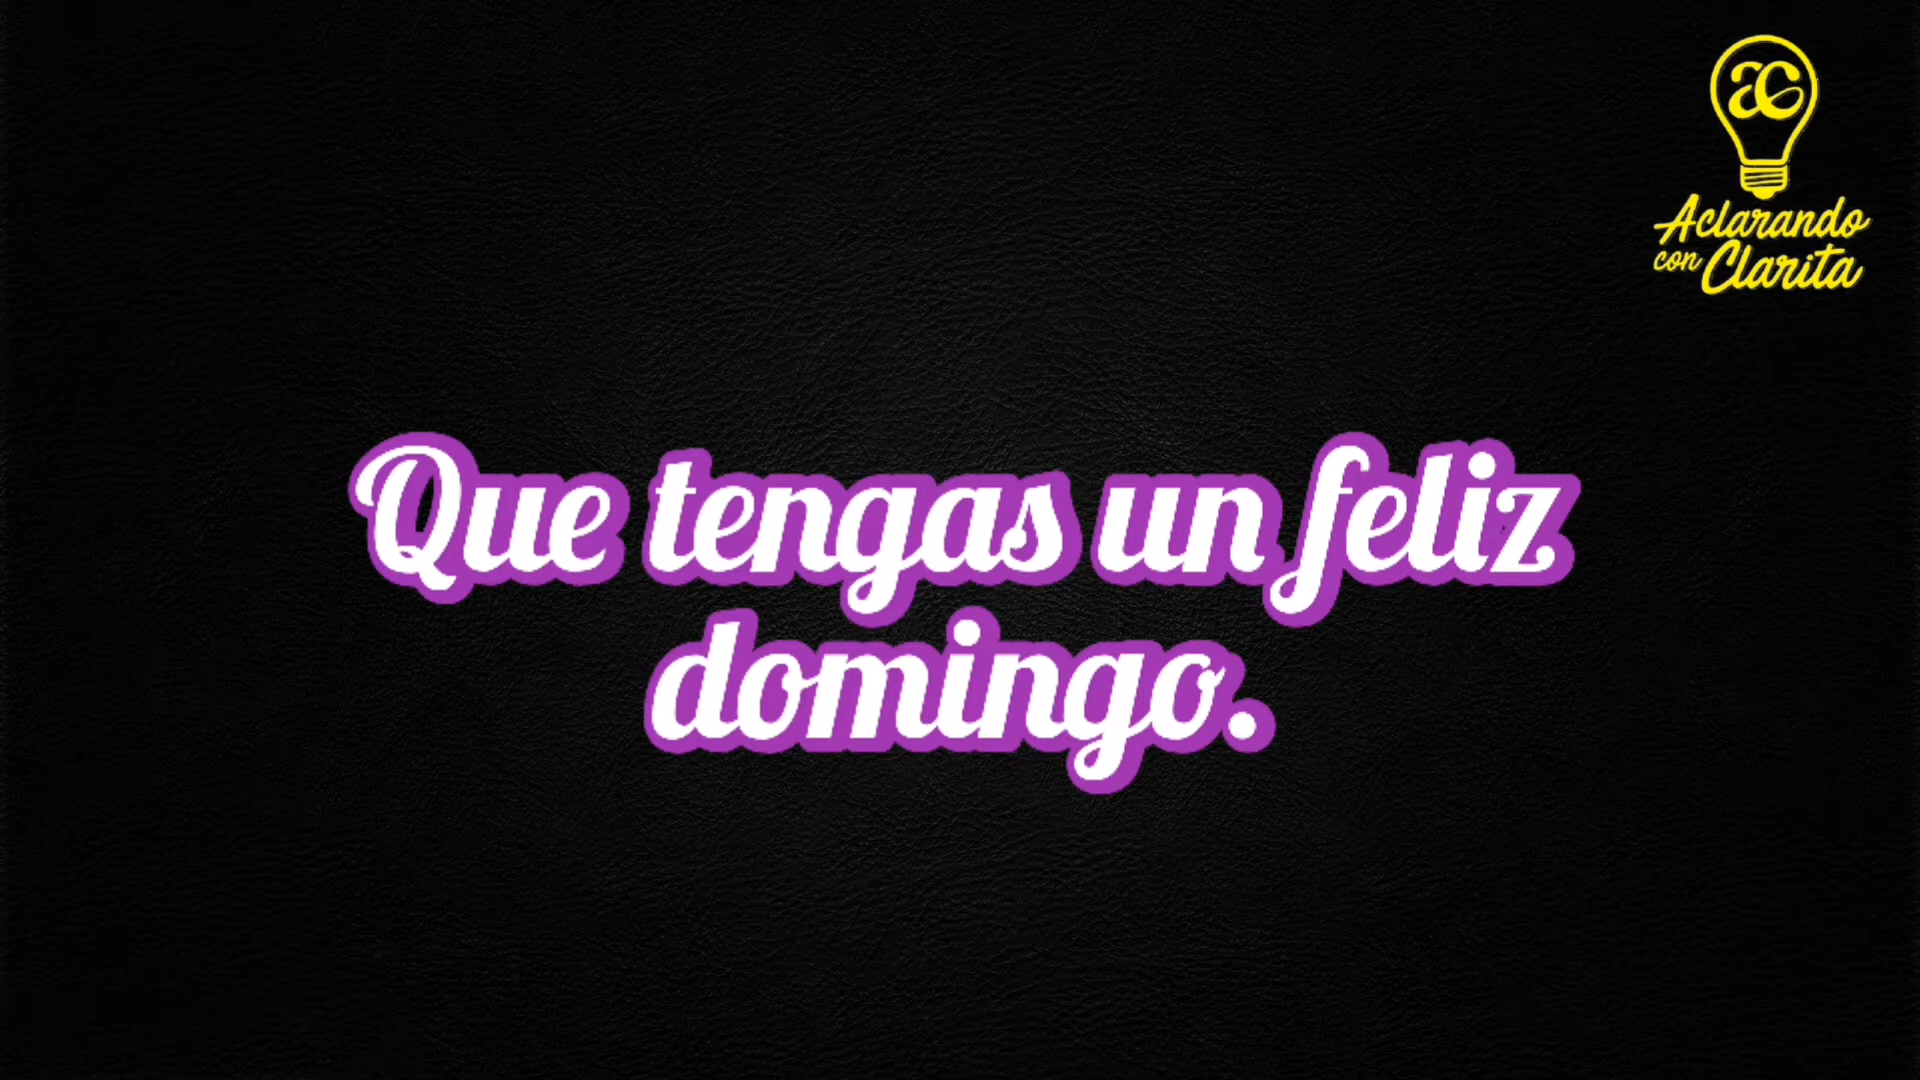 Aclarando
con Clarita
Que tengas un feliz
domingo.